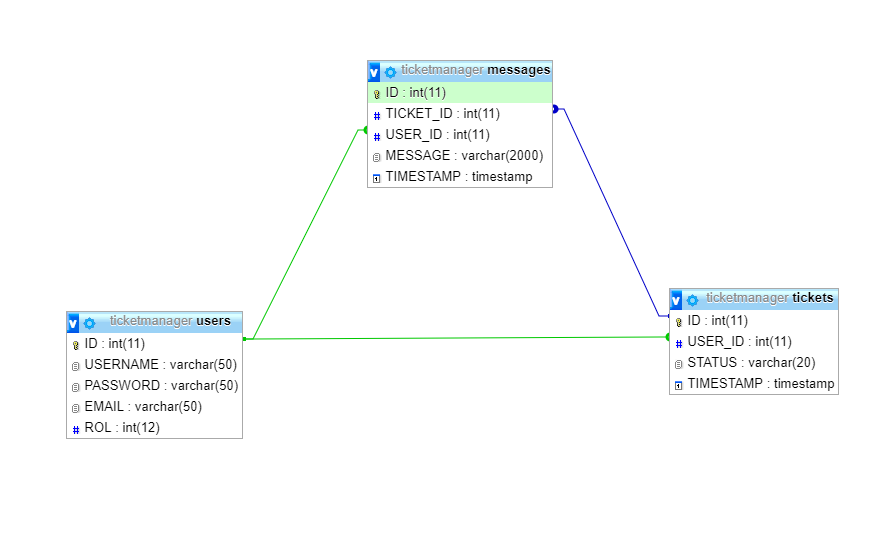 ticketmanager messages
ID : int(11)
TICKET_ID : int(11)
USER_ID : int(11)
MESSAGE : varchar(2000)
TIMESTAMP : timestamp
ticketmanager users
ID : int(11)
USERNAME : varchar(50)
PASSWORD : varchar(50)
EMAIL : varchar(50)
ROL : int(12)
ticketmanager tickets
ID : int(11)
USER_ID : int(11)
STATUS : varchar(20)
TIMESTAMP : timestamp